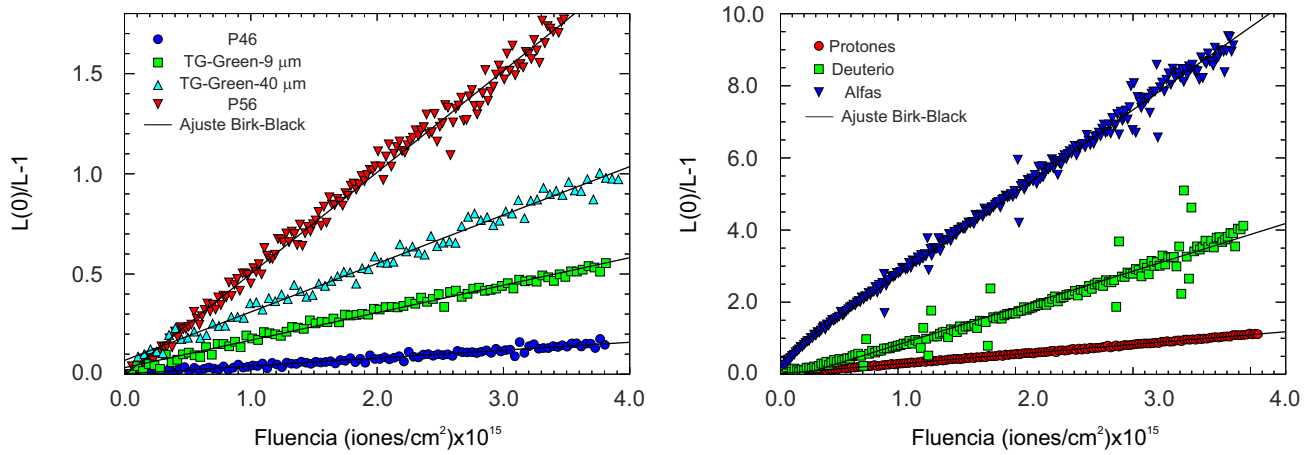 L(0)/L-1
1.5
1.0
0.5
0.0
P46
TG-Green-9 μm
TG-Green-40 μm
P56
Ajuste Birk-Black
0.0 1.0 2.0 3.0 4.0
Fluencia (iones/cm²)x10¹⁵
L(0)/L-1
10.0
8.0
6.0
4.0
2.0
0.0
Protones
Deuterio
Alfas
Ajuste Birk-Black
1.0 2.0 3.0 4.0
Fluencia (iones/cm²)x10¹⁵